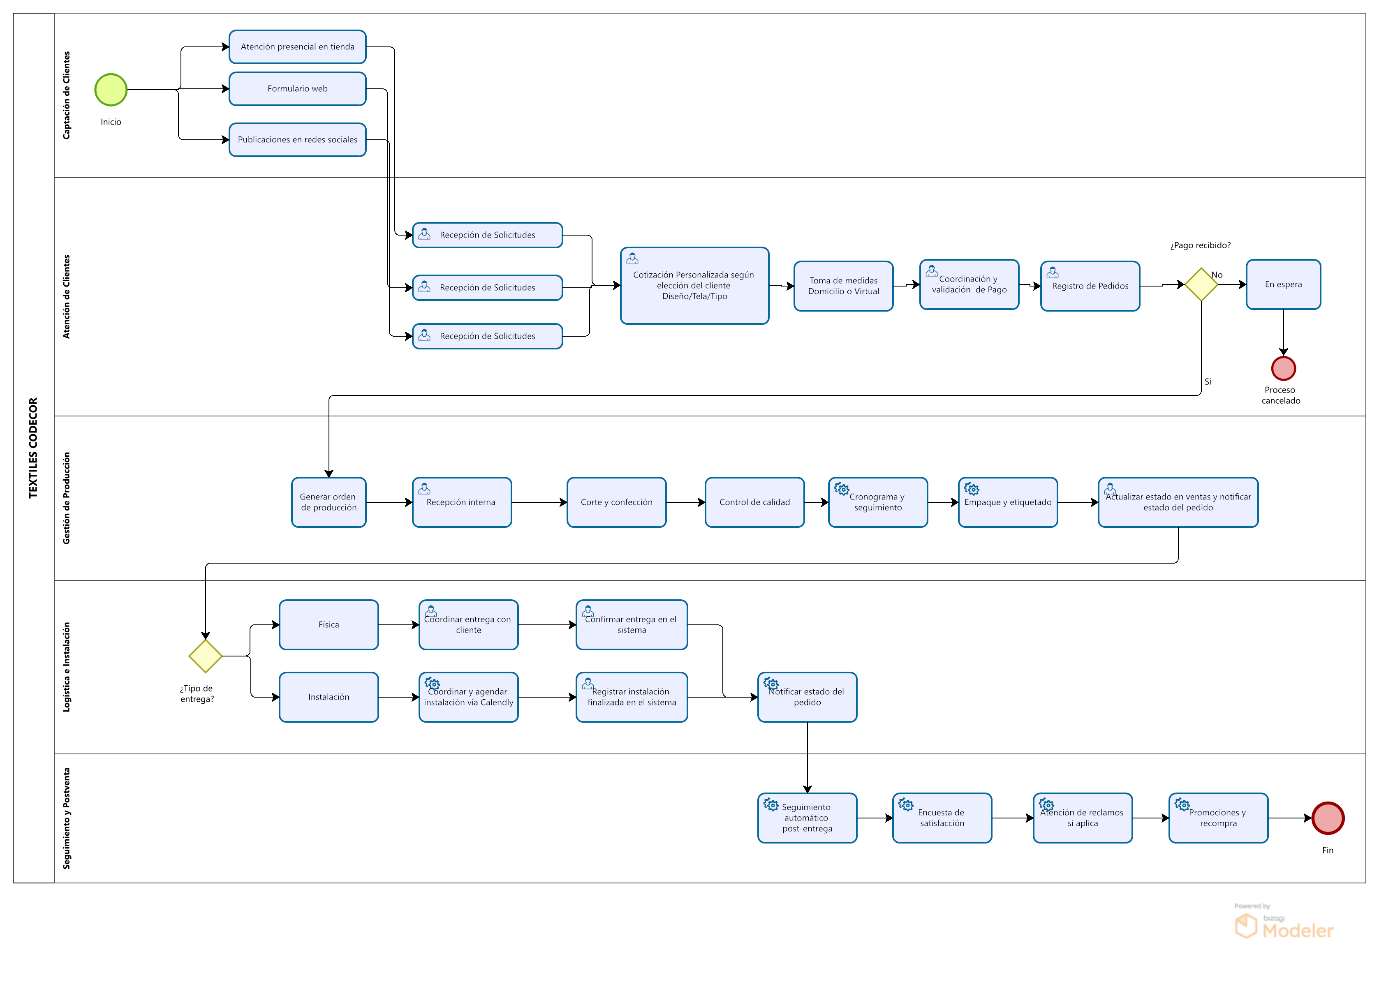 TEXTILES CODECOR
Captación de Clientes
Inicio
Atención presencial en tienda
Formulario web
Publicaciones en redes sociales
Atención de Clientes
Recepción de Solicitudes
Recepción de Solicitudes
Recepción de Solicitudes
Cotización Personalizada según
elección del cliente
Diseño/Tela/Tipo
Toma de medidas
Domicilio o Virtual
Coordinación y
validación de Pago
Registro de Pedidos
¿Pago recibido?
No
Si
En espera
Proceso
cancelado
Gestión de Producción
Generar orden
de producción
Recepción interna
Corte y confección
Control de calidad
Cronograma y
seguimiento
Empaque y etiquetado
Actualizar estado en ventas y notificar
estado del pedido
Logística e Instalación
¿Tipo de
entrega?
Física
Coordinar entrega con
cliente
Confirmar entrega en el
sistema
Instalación
Coordinar y agendar
instalación via Calendly
Registrar instalación
finalizada en el sistema
Notificar estado del
pedido
Seguimiento y Postventa
Seguimiento
automático
post-entrega
Encuesta de
satisfacción
Atención de reclamos
si aplica
Promociones y
recompra
Fin
Powered by
bizagi
Modeler